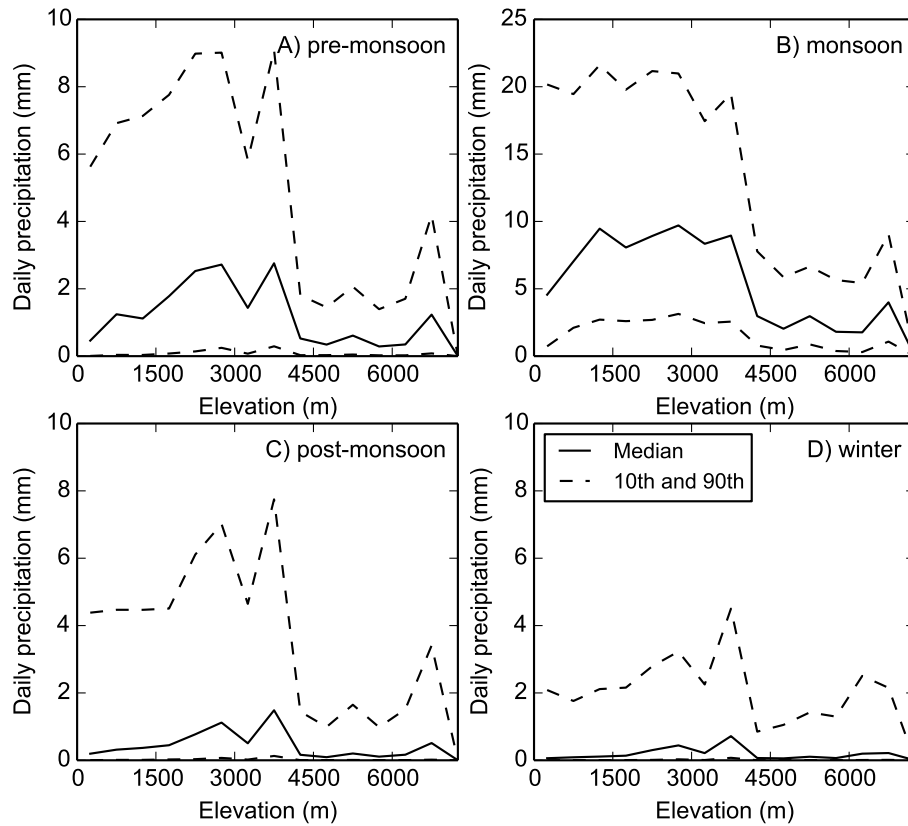 A) pre-monsoon
10
8
6
4
2
0
Daily precipitation (mm)
0 1500 3000 4500 6000
Elevation (m)
B) monsoon
25
20
15
10
5
0
Daily precipitation (mm)
0 1500 3000 4500 6000
Elevation (m)
C) post-monsoon
10
8
6
4
2
0
Daily precipitation (mm)
0 1500 3000 4500 6000
Elevation (m)
D) winter
Median
10th and 90th
10
8
6
4
2
0
Daily precipitation (mm)
0 1500 3000 4500 6000
Elevation (m)